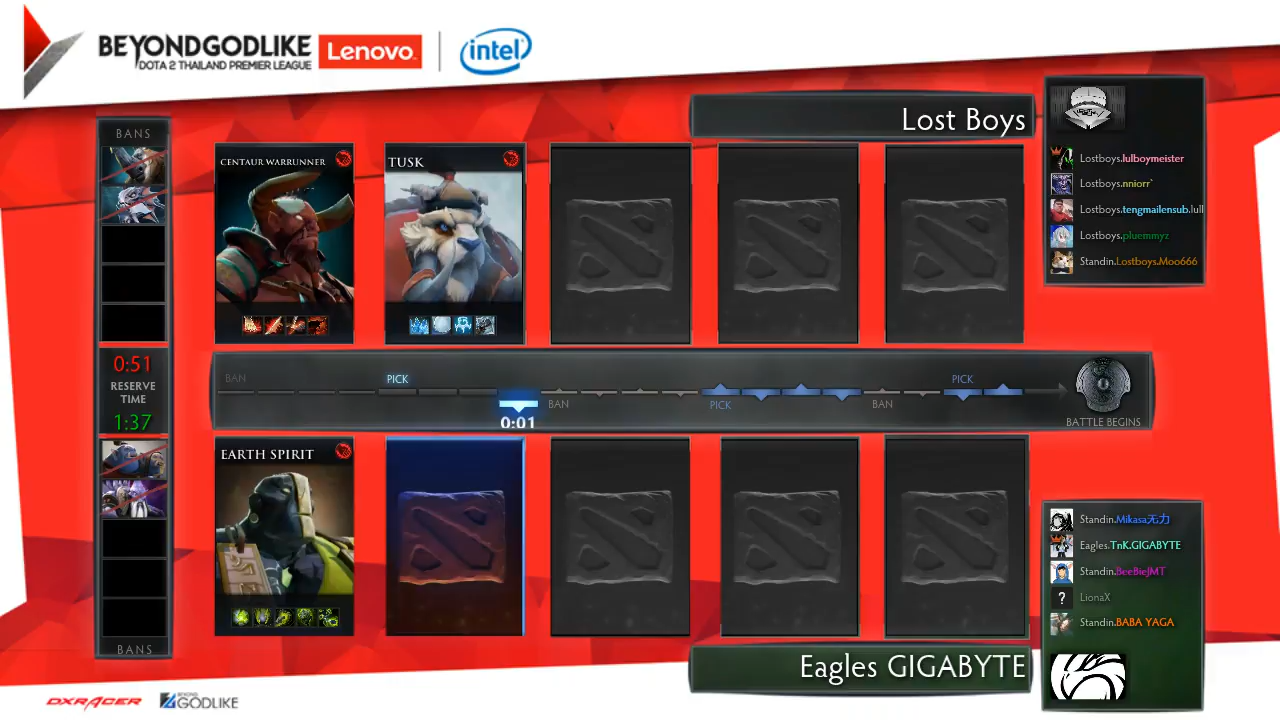 BEYONDGODLIKE
DOTA 2 THAILAND PREMIER LEAGUE
Lenovo
intel
Lost Boys
BANS
CENTAUR WARRUNNER
TUSK
Lostboys.lulboymeister
Lostboys.nniorr`
Lostboys.tengmailensub.lull
Lostboys.pluemmyz
Standin.Lostboys.Moo666
0:51
RESERVE
TIME
1:37
BAN
PICK
0:01
BAN
PICK
BAN
PICK
BATTLE BEGINS
EARTH SPIRIT
Standin.Mikasa无力
Eagles.TnK.GIGABYTE
Standin.BeeBieJMT
?
LionaX
Standin.BABA YAGA
BANS
Eagles GIGABYTE
DXRACER
BEYOND
GODLIKE